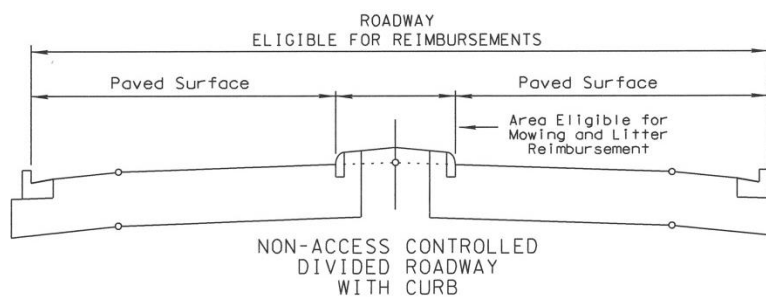 ROADWAY
ELIGIBLE FOR REIMBURSEMENTS
Paved Surface
Paved Surface
Area Eligible for
Mowing and Litter
Reimbursement
NON-ACCESS CONTROLLED
DIVIDED ROADWAY
WITH CURB